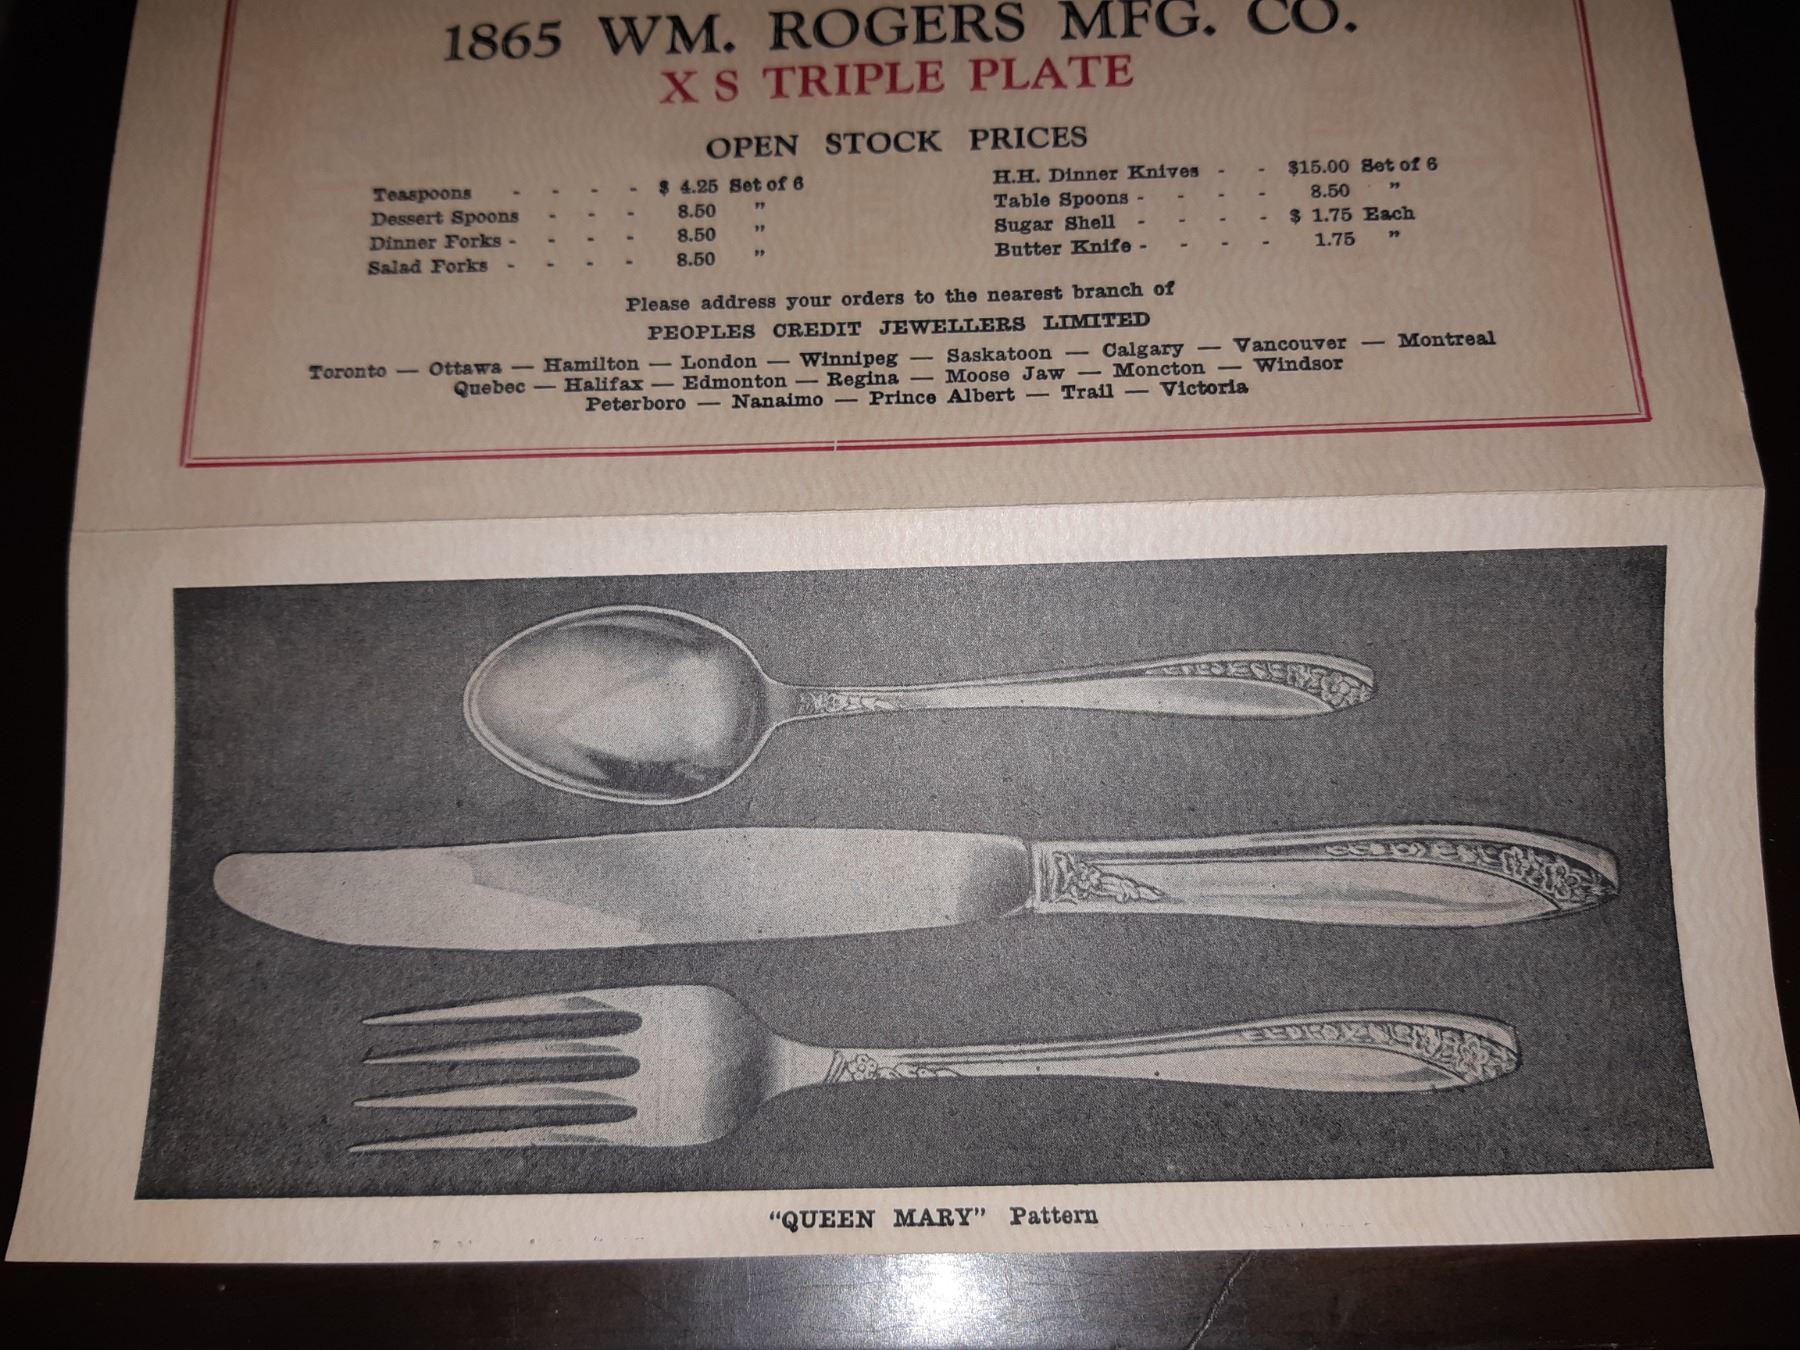 1865 WM. ROGERS MFG. CO.
X S TRIPLE PLATE
OPEN STOCK PRICES
Teaspoons - - - - $ 4.25 Set of 6
Dessert Spoons - - - 8.50 "
Dinner Forks - - - - 8.50 "
Salad Forks - - - - 8.50 "
H.H. Dinner Knives - - $15.00 Set of 6
Table Spoons - - - - 8.50 "
Sugar Shell - - - - $ 1.75 Each
Butter Knife - - - - 1.75 "
Please address your orders to the nearest branch of
PEOPLES CREDIT JEWELLERS LIMITED
Toronto — Ottawa — Hamilton — London — Winnipeg — Saskatoon — Calgary — Vancouver — Montreal
Quebec — Halifax — Edmonton — Regina — Moose Jaw — Moncton — Windsor
Peterboro — Nanaimo — Prince Albert — Trail — Victoria
"QUEEN MARY" Pattern